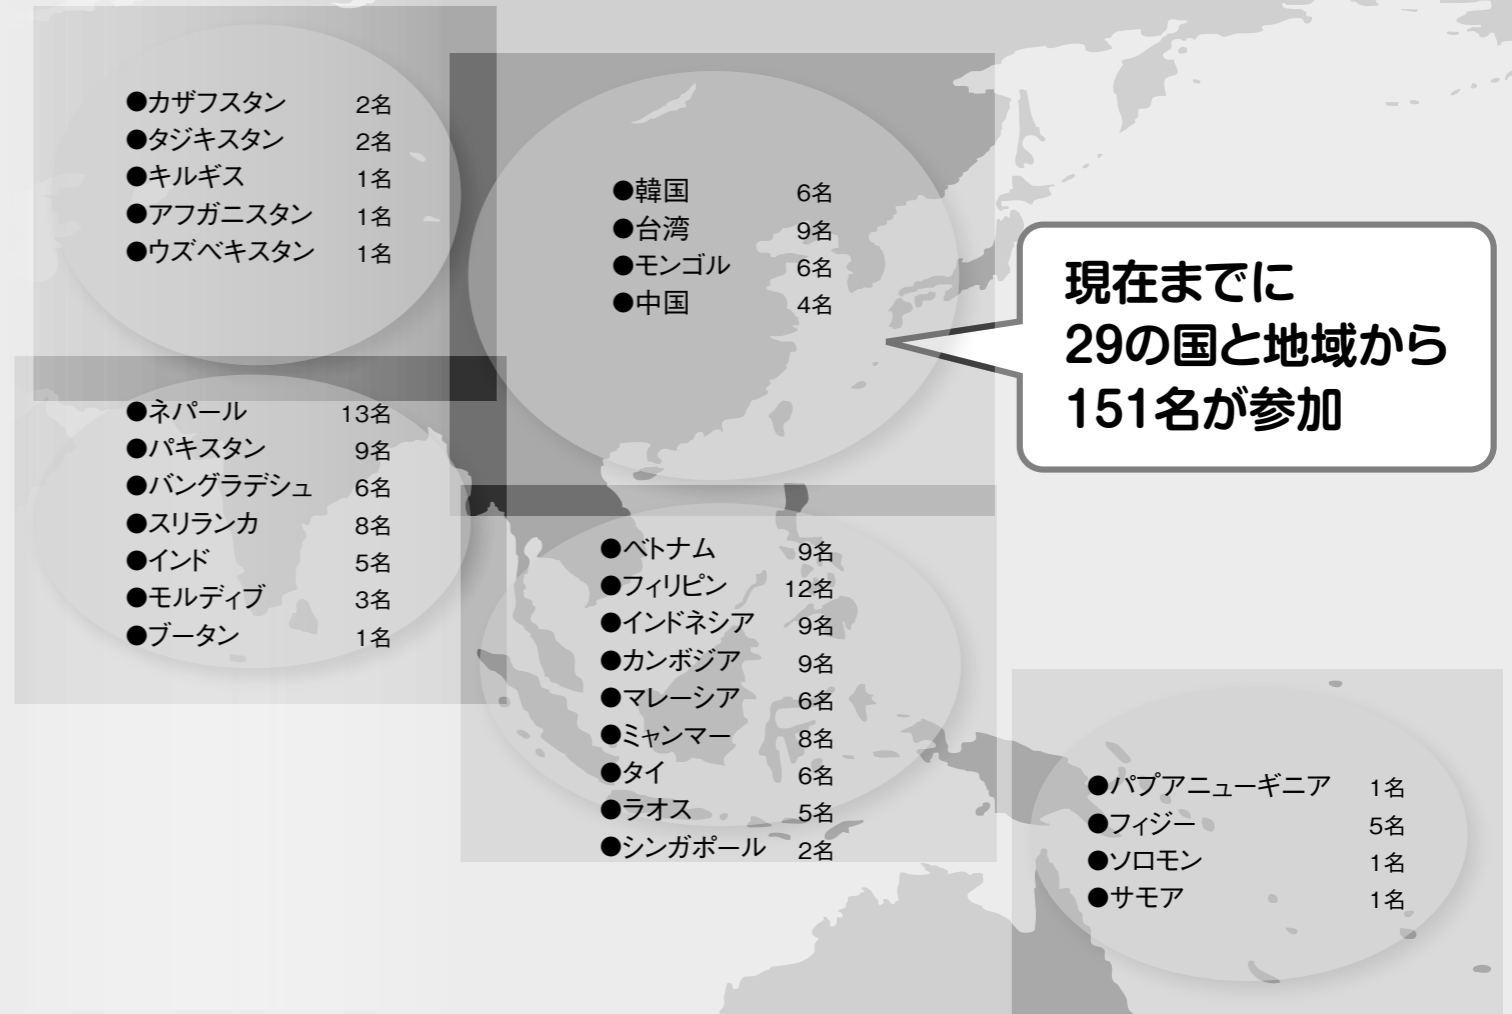 ●カザフスタン 2名
●タジキスタン 2名
●キルギス 1名
●アフガニスタン 1名
●ウズベキスタン 1名
●韓国 6名
●台湾 9名
●モンゴル 6名
●中国 4名
現在までに
29の国と地域から
151名が参加
●ネパール 13名
●パキスタン 9名
●バングラデシュ 6名
●スリランカ 8名
●インド 5名
●モルディブ 3名
●ブータン 1名
●ベトナム 9名
●フィリピン 12名
●インドネシア 9名
●カンボジア 9名
●マレーシア 6名
●ミャンマー 8名
●タイ 6名
●ラオス 5名
●シンガポール 2名
●パプアニューギニア 1名
●フィジー 5名
●ソロモン 1名
●サモア 1名